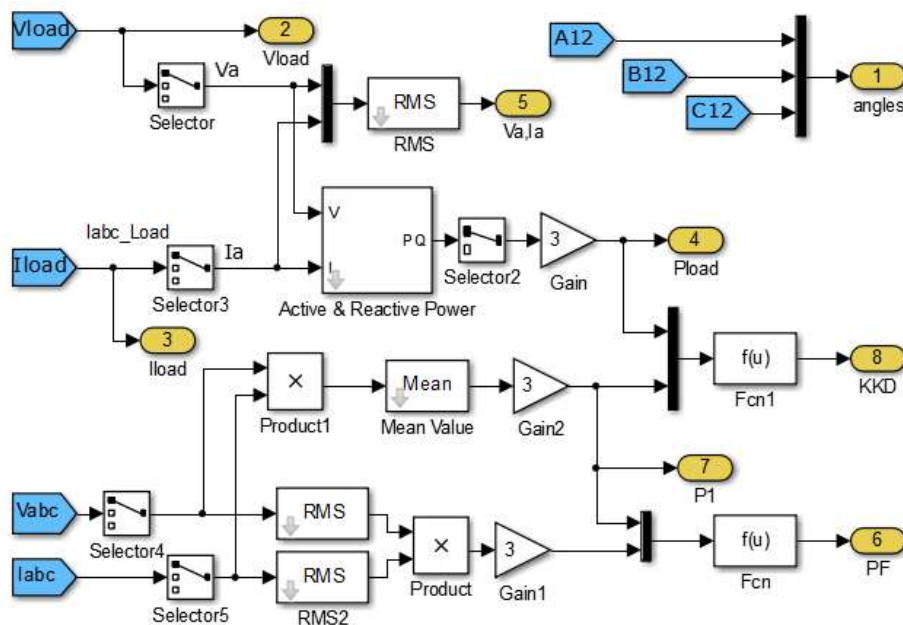 Vload
2
Vload
Va
Selector
RMS
RMS
5
Va,Ia
A12
B12
C12
1
angles
Iabc_Load
Iload
Ia
Selector3
3
Iload
V
I
PQ
Active & Reactive Power
Selector2
3
Gain
4
Pload
×
Product1
Mean
Mean Value
3
Gain2
f(u)
Fcn1
8
KKD
7
P1
Vabc
Selector4
RMS
Iabc
Selector5
RMS
RMS2
×
Product
3
Gain1
f(u)
Fcn
6
PF